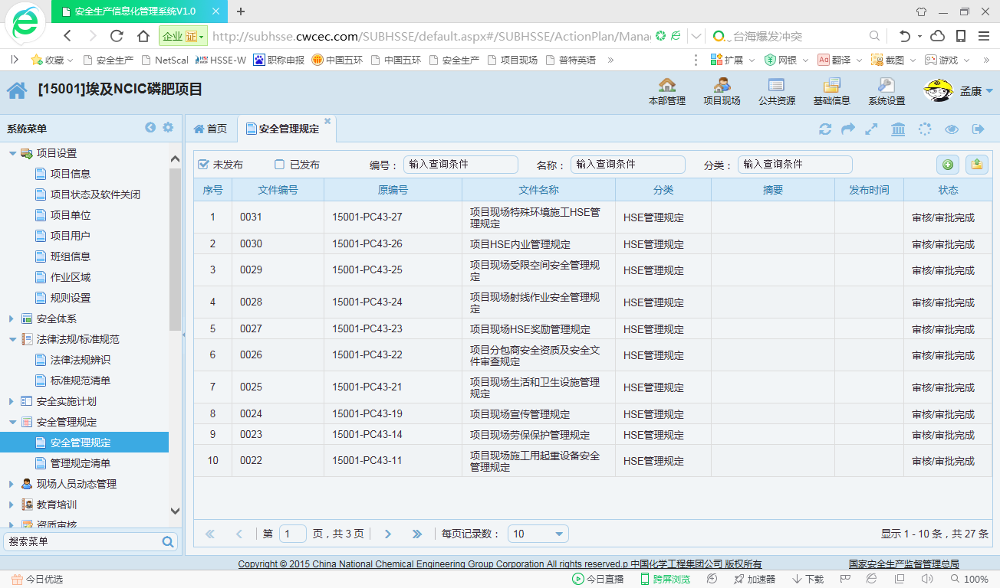 安全生产信息化管理系统V1.0
企业 证
http://subhsse.cwcec.com/SUBHSSE/default.aspx#/SUBHSSE/ActionPlan/Mana
台海爆发冲突
收藏 安全生产 NetScal HSSE-W 职称申报 中国五环 中国五环 安全生产 项目现场 普特英语 » 扩展 网银 Aa 翻译 截图 游戏 »
[15001]埃及NCIC磷肥项目
本部管理 项目现场 公共资源 基础信息 系统设置 孟康
系统菜单
首页 安全管理规定
项目设置
项目信息
项目状态及软件关闭
项目单位
项目用户
班组信息
作业区域
规则设置
安全体系
法律法规/标准规范
法律法规辨识
标准规范清单
安全实施计划
安全管理规定
安全管理规定
管理规定清单
现场人员动态管理
教育培训
资质审核
搜索菜单
未发布 已发布 编号： 输入查询条件 名称： 输入查询条件 分类： 输入查询条件
序号 文件编号 原编号 文件名称 分类 摘要 发布时间 状态
1 0031 15001-PC43-27 项目现场特殊环境施工HSE管
理规定 HSE管理规定 审核/审批完成
2 0030 15001-PC43-26 项目HSE内业管理规定 HSE管理规定 审核/审批完成
3 0029 15001-PC43-25 项目现场受限空间安全管理规
定 HSE管理规定 审核/审批完成
4 0028 15001-PC43-24 项目现场射线作业安全管理规
定 HSE管理规定 审核/审批完成
5 0027 15001-PC43-23 项目现场HSE奖励管理规定 HSE管理规定 审核/审批完成
6 0026 15001-PC43-22 项目分包商安全资质及安全文
件审查规定 HSE管理规定 审核/审批完成
7 0025 15001-PC43-21 项目现场生活和卫生设施管理
规定 HSE管理规定 审核/审批完成
8 0024 15001-PC43-19 项目现场宣传管理规定 HSE管理规定 审核/审批完成
9 0023 15001-PC43-14 项目现场劳保保护管理规定 HSE管理规定 审核/审批完成
10 0022 15001-PC43-11 项目现场施工用起重设备安全
管理规定 HSE管理规定 审核/审批完成
第 1 页，共 3 页 每页记录数： 10 显示 1 - 10 条，共 27 条
Copyright © 2015 China National Chemical Engineering Group Corporation All rights reserved.p 中国化学工程集团公司 版权所有 国家安全生产监督管理总局
今日优选 今日直播 跨屏浏览 加速器 下载 100%